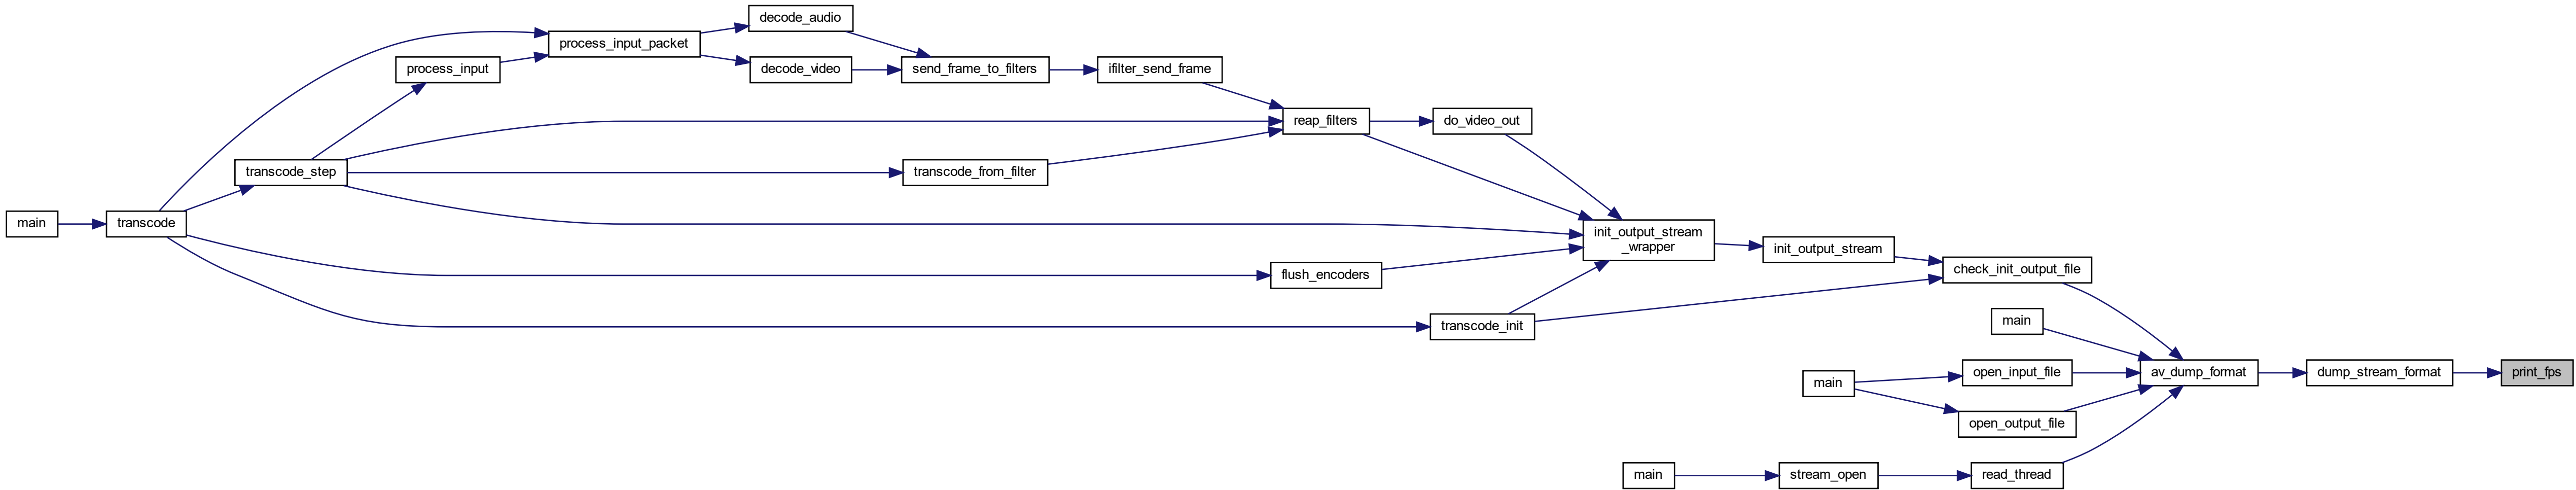 decode_audio
process_input_packet
process_input
decode_video
send_frame_to_filters
ifilter_send_frame
reap_filters
do_video_out
transcode_step
transcode_from_filter
main
transcode
init_output_stream
_wrapper
init_output_stream
flush_encoders
check_init_output_file
transcode_init
main
main
open_input_file
av_dump_format
dump_stream_format
print_fps
open_output_file
main
stream_open
read_thread